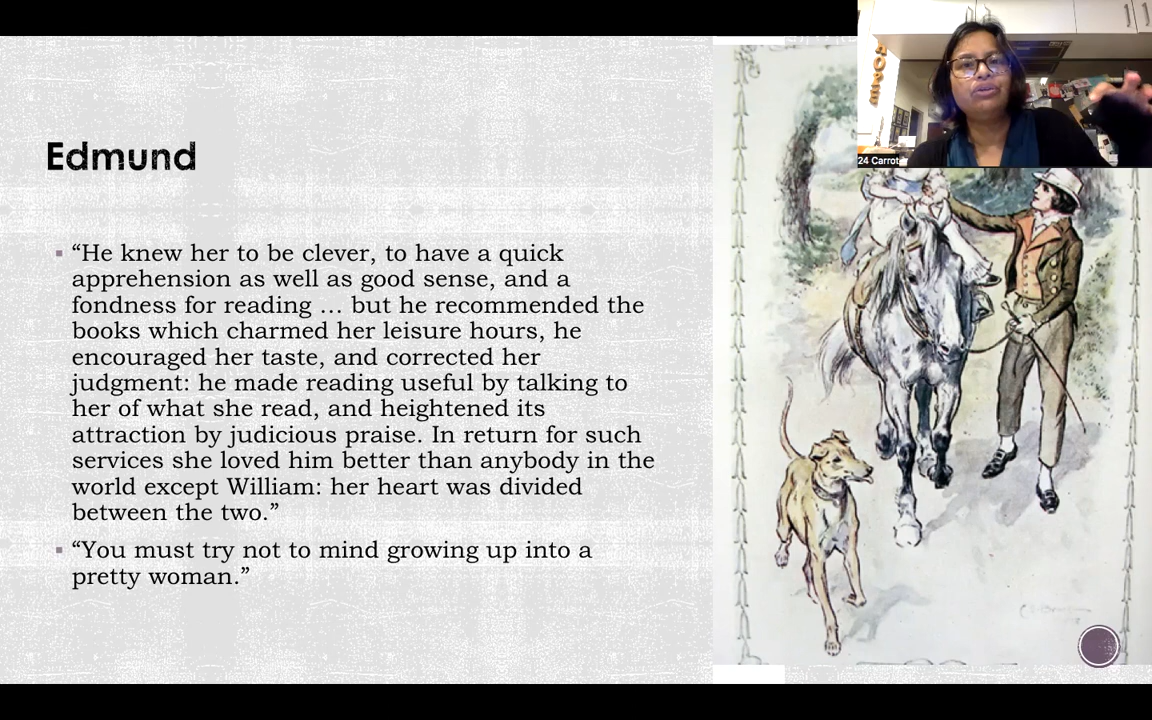 Edmund
“He knew her to be clever, to have a quick
apprehension as well as good sense, and a
fondness for reading … but he recommended the
books which charmed her leisure hours, he
encouraged her taste, and corrected her
judgment: he made reading useful by talking to
her of what she read, and heightened its
attraction by judicious praise. In return for such
services she loved him better than anybody in the
world except William: her heart was divided
between the two.”
“You must try not to mind growing up into a
pretty woman.”
HOPE
24 Carrot